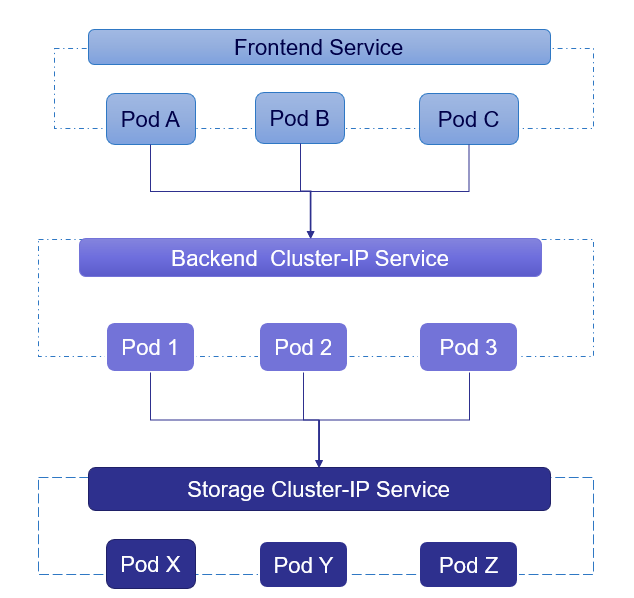 Frontend Service
Pod A
Pod B
Pod C
Backend  Cluster-IP Service
Pod 1
Pod 2
Pod 3
Storage Cluster-IP Service
Pod X
Pod Y
Pod Z